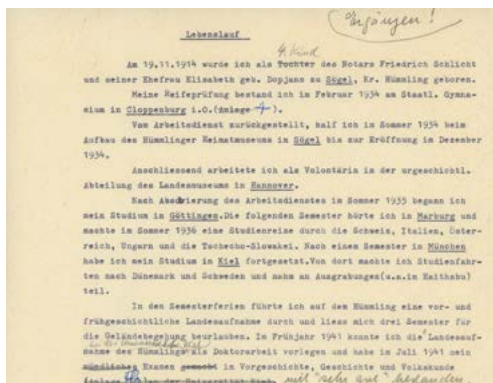 Ergänzen!
Lebenslauf
4. Kind
Am 19.11.1914 wurde ich als Tochter des Notars Friedrich Schlicht
und seiner Ehefrau Elisabeth geb. Dopjans zu Sögel, Kr. Hümmling geboren.
Meine Reifeprüfung bestand ich im Februar 1934 am Staatl. Gymna-
sium in Cloppenburg i.O.(Anlage ).
Vom Arbeitsdienst zurückgestellt, half ich im Sommer 1934 beim
Aufbau des Hümmlinger Heimatmuseums in Sögel bis zur Eröffnung im Dezember
1934.
Anschliessend arbeitete ich als Volontärin in der urgeschichtl.
Abteilung des Landesmuseums in Hannover.
Nach Ableistung des Arbeitsdienstes im Sommer 1935 begann ich
mein Studium in Göttingen.Die folgenden Semester hörte ich in Marburg und
machte im Sommer 1936 eine Studienreise durch die Schweiz, Italien, Öster-
reich, Ungarn und die Tschecho-Slowakei. Nach einem Semester in München
habe ich mein Studium in Kiel fortgesetzt.Von dort machte ich Studienfahr-
ten nach Dänemark und Schweden und nahm an Ausgrabungen(u.a.in Haithabu)
teil.
In den Semesterferien führte ich auf dem Hümmling eine vor- und
frühgeschichtliche Landesaufnahme durch und liess mich drei Semester für
die Geländebegehung beurlauben. Im Frühjahr 1941 konnte ich die Landesauf-
an der Universität Kiel
nahme des Hümmlings als Doktorarbeit vorlegen und habe im Juli 1941 mein
mündliches Examen gemacht in Vorgeschichte, Geschichte und Volkskunde
der Universität Kiel mit "sehr gut" bestanden.